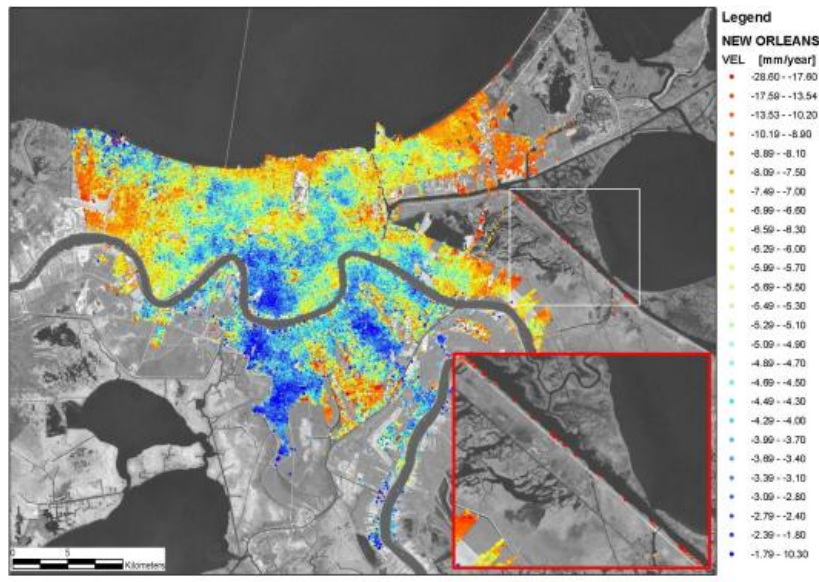 Legend
NEW ORLEANS
VEL [mm/year]
-28.60 - -17.60
-17.59 - -13.54
-13.53 - -10.20
-10.19 - -8.90
-8.89 - -8.10
-8.09 - -7.50
-7.49 - -7.00
-6.99 - -6.60
-6.59 - -6.30
-6.29 - -6.00
-5.99 - -5.70
-5.69 - -5.50
-5.49 - -5.30
-5.29 - -5.10
-5.09 - -4.90
-4.89 - -4.70
-4.69 - -4.50
-4.49 - -4.30
-4.29 - -4.00
-3.99 - -3.70
-3.69 - -3.40
-3.39 - -3.10
-3.09 - -2.80
-2.79 - -2.40
-2.39 - -1.80
-1.79 - 10.30
0 5
Kilometers